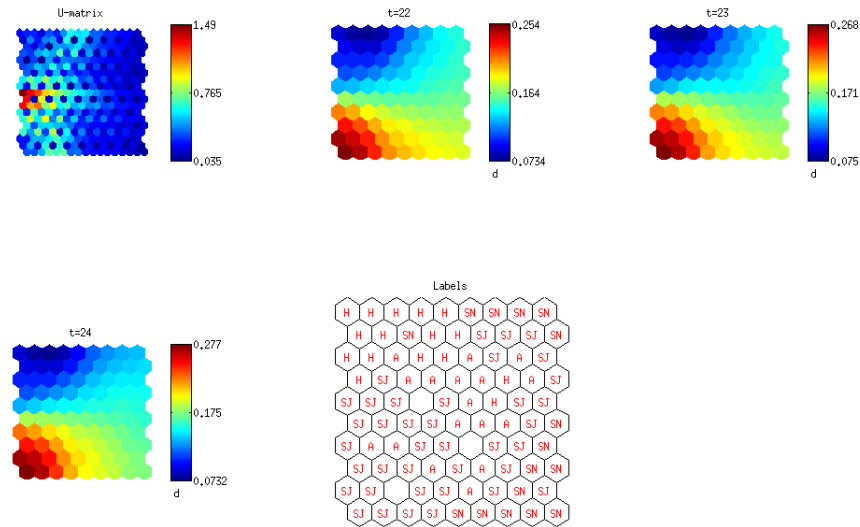 U-matrix
1.49
0.765
0.035
t=22
0.254
0.164
0.0734
d
t=23
0.268
0.171
0.075
d
t=24
0.277
0.175
0.0732
d
Labels
H H H H H SN SN SN SN
H H SN H H SJ SJ SJ SN
H H A H H A SJ A SJ
H SJ A A A A H A SJ
SJ SJ SJ SJ A H SJ SJ
SJ SJ SJ SJ A A A SJ SN
SJ A A SJ SJ SJ SJ SN
SJ SJ SJ A SJ A SJ SN SN
SJ SJ SJ SJ A SJ SN SJ
SJ SJ SJ SJ SN SN SN SN SN